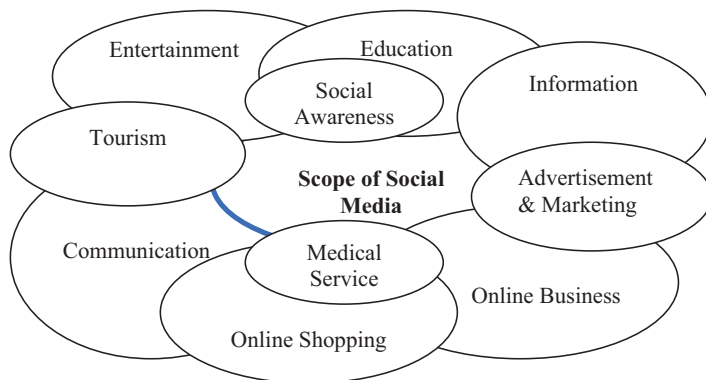 Entertainment
Education
Information
Social
Awareness
Tourism
Scope of Social
Media
Advertisement
& Marketing
Communication
Medical
Service
Online Business
Online Shopping